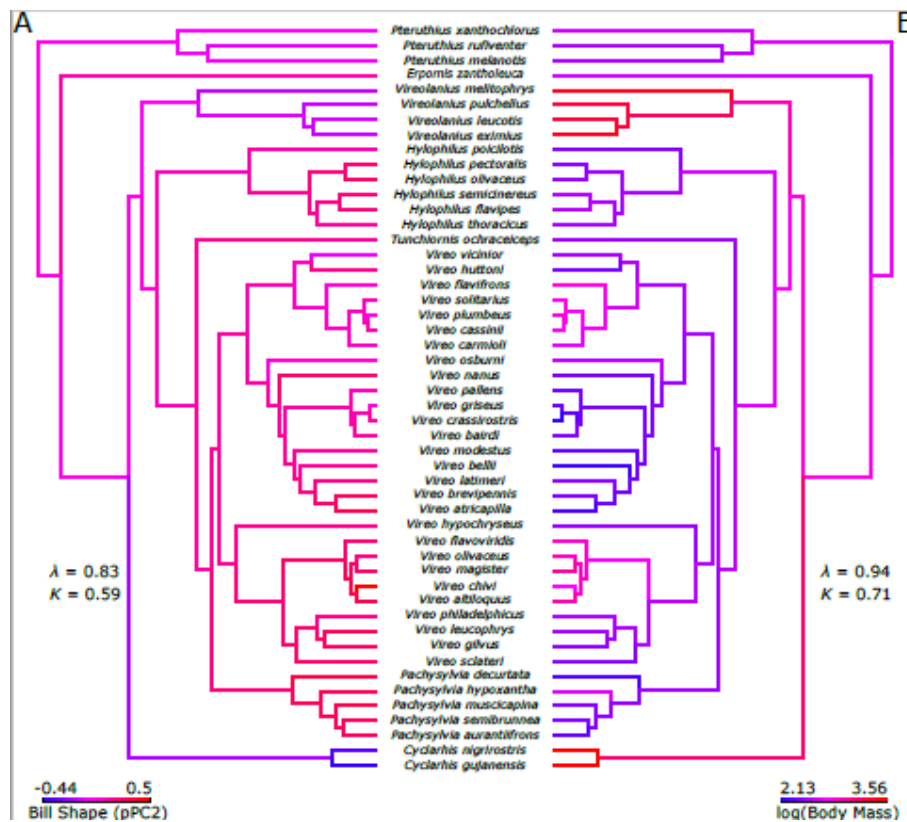 A
B
Pteruthius xanthochlorus
Pteruthius rufiventer
Pteruthius melanotis
Erpornis zantholeuca
Vireolanius melitophrys
Vireolanius pulchellus
Vireolanius leucotis
Vireolanius eximius
Hylophilus poicilotis
Hylophilus pectoralis
Hylophilus olivaceus
Hylophilus semicinereus
Hylophilus flavipes
Hylophilus thoracicus
Tunchiornis ochraceiceps
Vireo vicinior
Vireo huttoni
Vireo flavifrons
Vireo solitarius
Vireo plumbeus
Vireo cassinii
Vireo carmioli
Vireo osburni
Vireo nanus
Vireo pallens
Vireo griseus
Vireo crassirostris
Vireo bairdi
Vireo modestus
Vireo bellii
Vireo latimeri
Vireo brevipennis
Vireo atricapilla
Vireo hypochryseus
Vireo flavoviridis
Vireo olivaceus
Vireo magister
Vireo chivi
Vireo altiloquus
Vireo philadelphicus
Vireo leucophrys
Vireo gilvus
Vireo sclateri
Pachysylvia decurtata
Pachysylvia hypoxantha
Pachysylvia muscicapina
Pachysylvia semibrunnea
Pachysylvia aurantiifrons
Cyclarhis nigrirostris
Cyclarhis gujanensis
λ = 0.83
K = 0.59
λ = 0.94
K = 0.71
-0.44 0.5
Bill Shape (pPC2)
2.13 3.56
log(Body Mass)